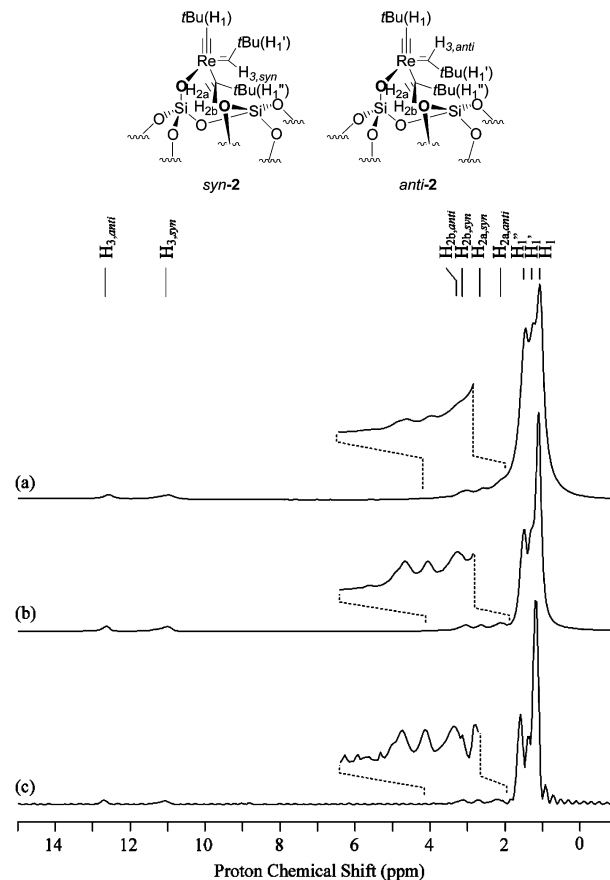 tBu(H1) tBu(H1)
tBu(H1') H3,anti
Re Re
H3,syn tBu(H1')
H2a tBu(H1'') H2a tBu(H1'')
O H2b O O H2b O
Si Si O Si Si O
O O O O O O O O
syn-2 anti-2
H3,anti H3,syn H2b,anti H2b,syn H2a,syn H2a,anti H1'' H1' H1
(a)
(b)
(c)
14 12 10 8 6 4 2 0
Proton Chemical Shift (ppm)